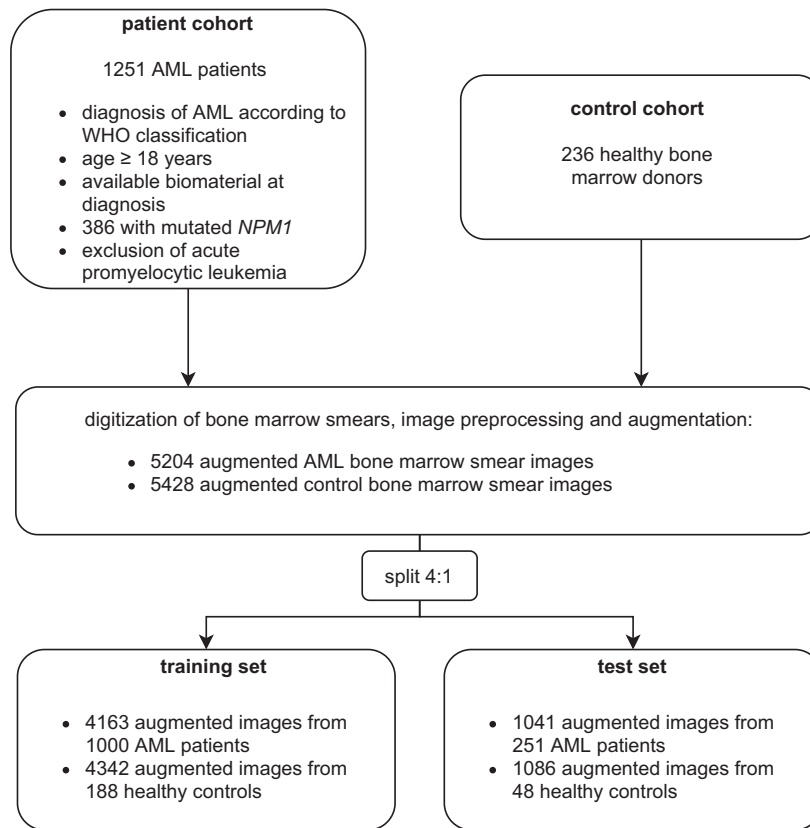 patient cohort
1251 AML patients
• diagnosis of AML according to
WHO classification
• age ≥ 18 years
• available biomaterial at
diagnosis
• 386 with mutated NPM1
• exclusion of acute
promyelocytic leukemia
control cohort
236 healthy bone
marrow donors
digitization of bone marrow smears, image preprocessing and augmentation:
• 5204 augmented AML bone marrow smear images
• 5428 augmented control bone marrow smear images
split 4:1
training set
• 4163 augmented images from
1000 AML patients
• 4342 augmented images from
188 healthy controls
test set
• 1041 augmented images from
251 AML patients
• 1086 augmented images from
48 healthy controls